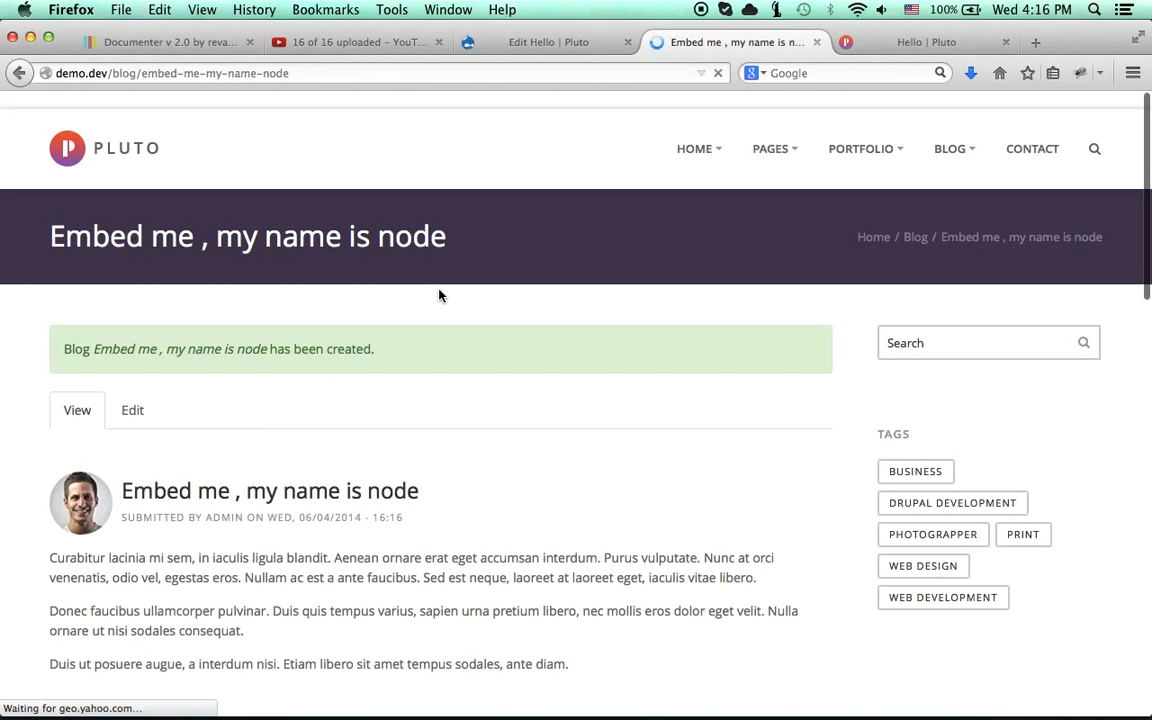 Firefox File Edit View History Bookmarks Tools Window Help 100% Wed 4:16 PM
Documenter v 2.0 by reva... 16 of 16 uploaded - YouT... Edit Hello | Pluto Embed me , my name is n... Hello | Pluto
demo.dev/blog/embed-me-my-name-node Google
PLUTO HOME PAGES PORTFOLIO BLOG CONTACT
Embed me , my name is node Home / Blog / Embed me , my name is node
Blog Embed me , my name is node has been created.
Search
View Edit
TAGS
BUSINESS
DRUPAL DEVELOPMENT
PHOTOGRAPHER PRINT
WEB DESIGN
WEB DEVELOPMENT
Embed me , my name is node
SUBMITTED BY ADMIN ON WED, 06/04/2014 - 16:16
Curabitur lacinia mi sem, in iaculis ligula blandit. Aenean ornare erat eget accumsan interdum. Purus vulputate. Nunc at orci
venenatis, odio vel, egestas eros. Nullam ac est a ante faucibus. Sed est neque, laoreet at laoreet eget, iaculis vitae libero.
Donec faucibus ullamcorper pulvinar. Duis quis tempus varius, sapien urna pretium libero, nec mollis eros dolor eget velit. Nulla
ornare ut nisi sodales consequat.
Duis ut posuere augue, a interdum nisi. Etiam libero sit amet tempus sodales, ante diam.
Waiting for geo.yahoo.com...